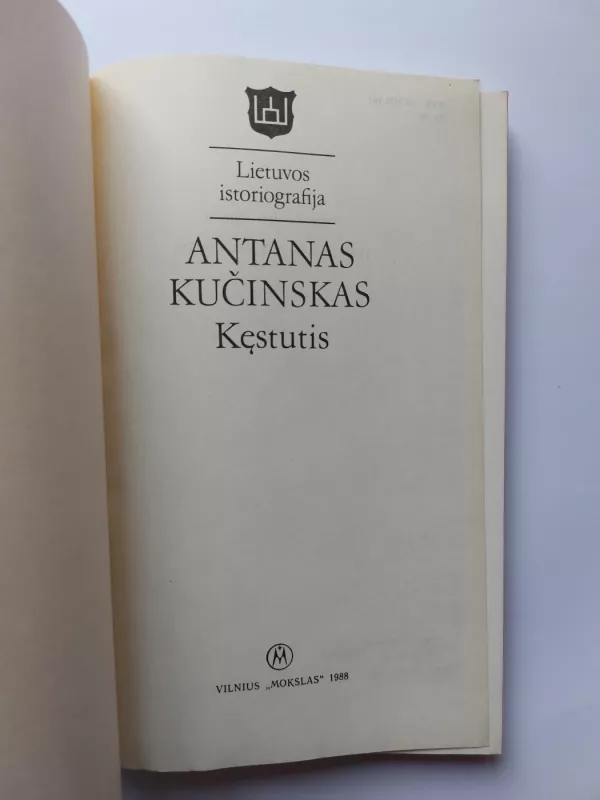 Lietuvos
istoriografija
ANTANAS
KUČINSKAS
Kęstutis
VILNIUS „MOKSLAS“ 1988